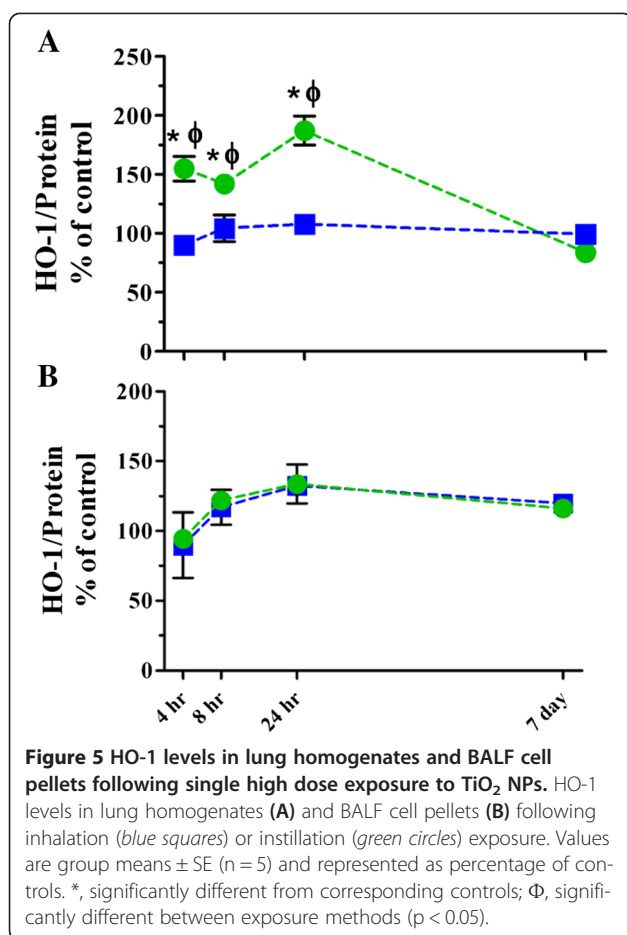 A
250
200
150
100
50
0
HO-1/Protein
% of control
* ϕ
* ϕ
* ϕ
B
200
150
100
50
0
HO-1/Protein
% of control
4 hr
8 hr
24 hr
7 day
Figure 5 HO-1 levels in lung homogenates and BALF cell
pellets following single high dose exposure to TiO₂ NPs. HO-1
levels in lung homogenates (A) and BALF cell pellets (B) following
inhalation (blue squares) or instillation (green circles) exposure. Values
are group means ± SE (n = 5) and represented as percentage of con-
trols. *, significantly different from corresponding controls; Φ, signifi-
cantly different between exposure methods (p < 0.05).